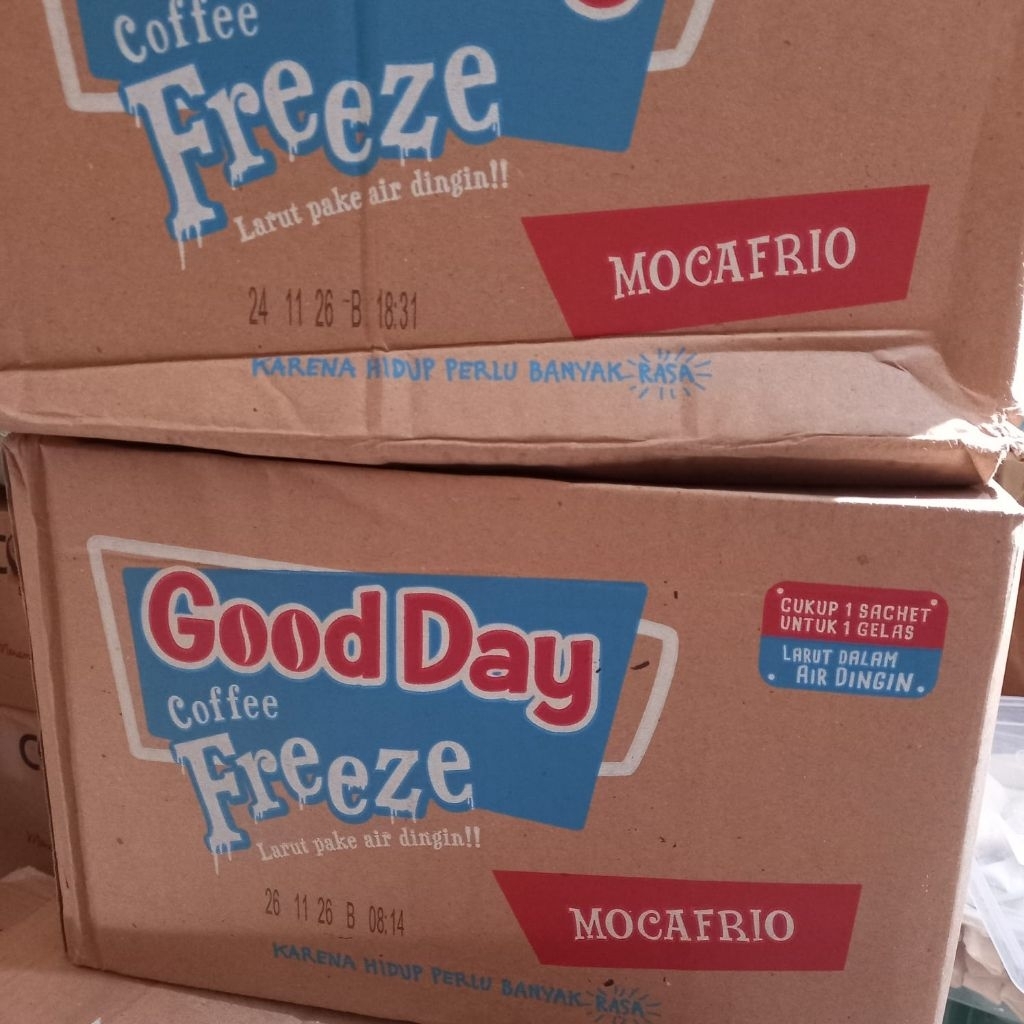 Coffee
Freeze
Larut pake air dingin!!
MOCAFRIO
24 11 26 B 18:31
KARENA HIDUP PERLU BANYAK RASA
Good Day
Coffee
Freeze
Larut pake air dingin!!
CUKUP 1 SACHET
UNTUK 1 GELAS
LARUT DALAM
AIR DINGIN
MOCAFRIO
26 11 26 B 08:14
KARENA HIDUP PERLU BANYAK RASA